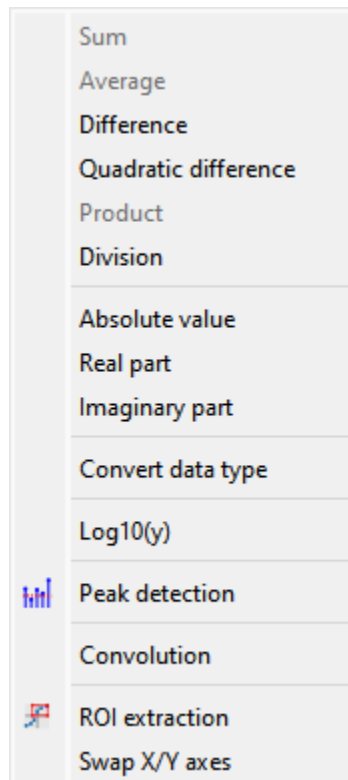 Sum
Average
Difference
Quadratic difference
Product
Division
Absolute value
Real part
Imaginary part
Convert data type
Log10(y)
Peak detection
Convolution
ROI extraction
Swap X/Y axes